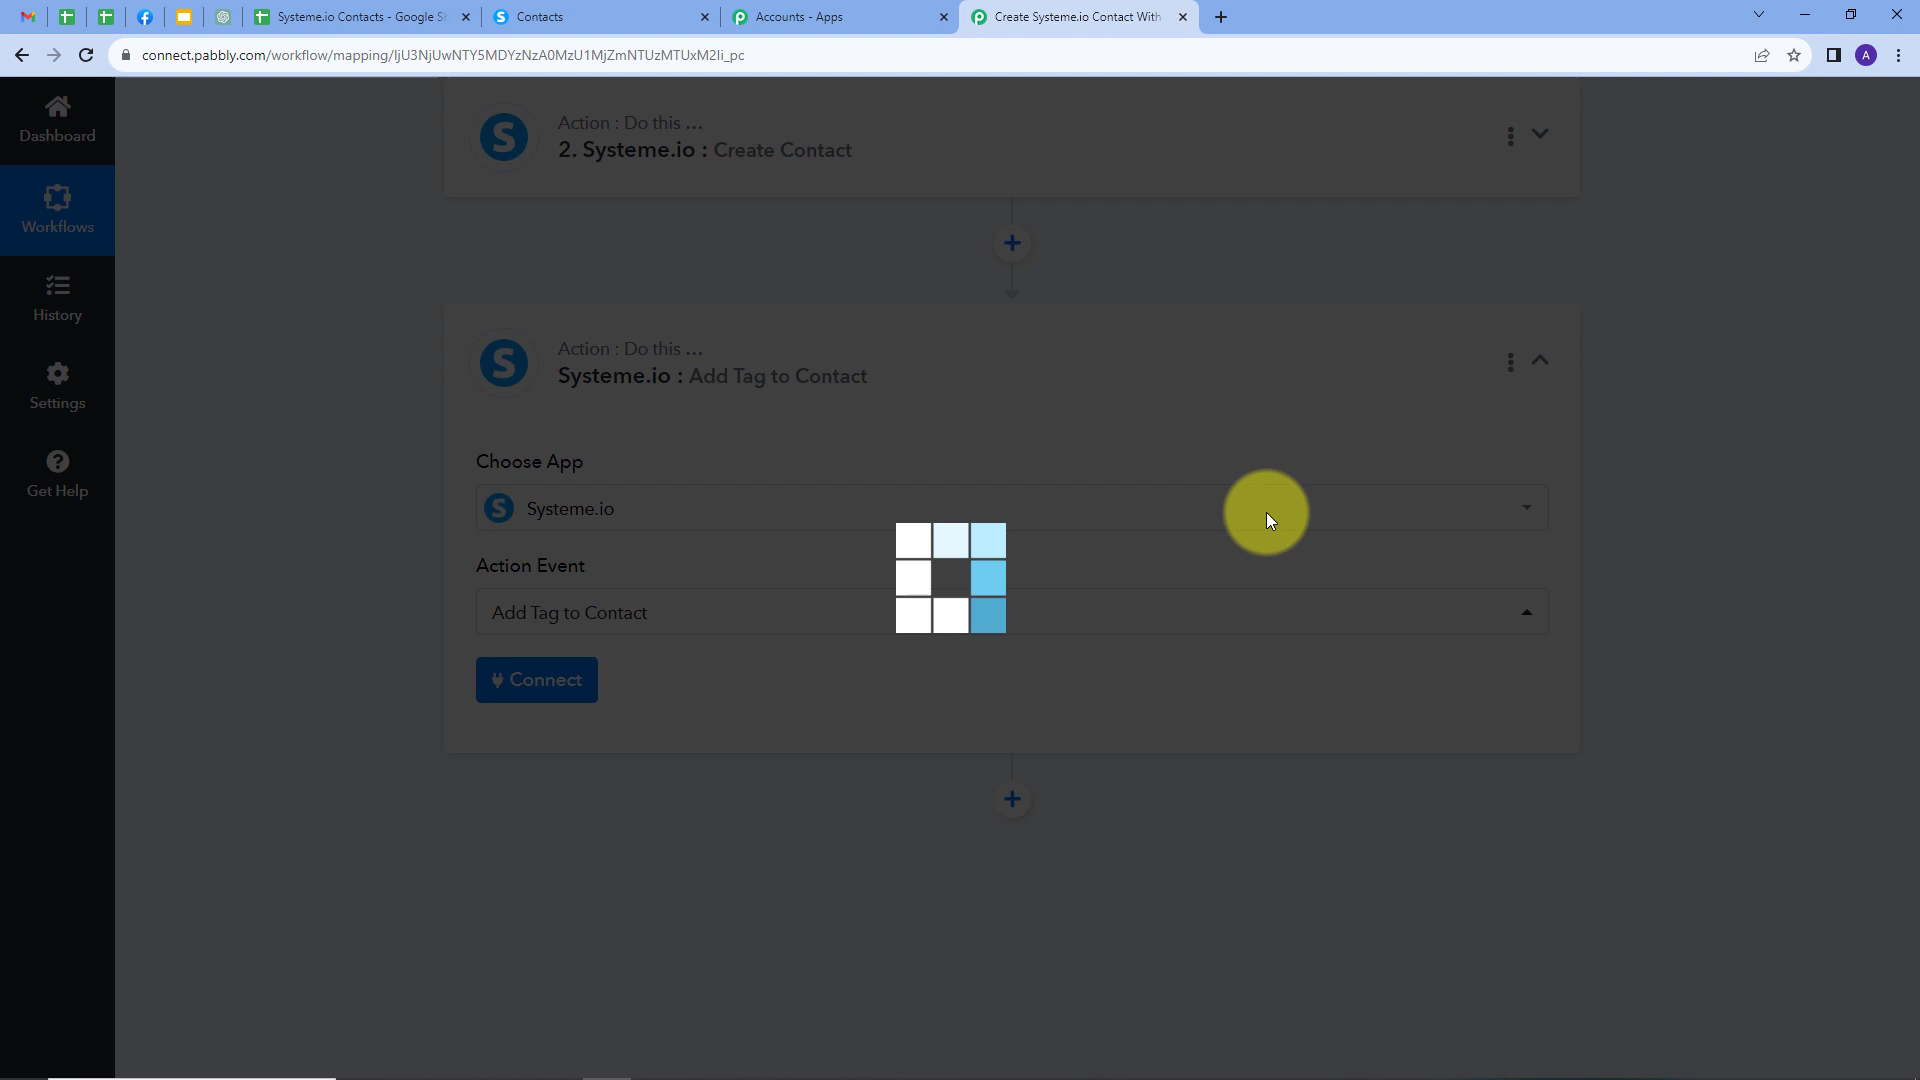 Systeme.io Contacts - Google Sh
Contacts
Accounts - Apps
Create Systeme.io Contact With
connect.pabbly.com/workflow/mapping/IjU3NjUwNTY5MDYzNzA0MzU1MjZmNTUzMTUxM2Ii_pc
A
Dashboard
Workflows
History
Settings
Get Help
Action : Do this ...
2. Systeme.io : Create Contact
Action : Do this ...
Systeme.io : Add Tag to Contact
Choose App
Systeme.io
Action Event
Add Tag to Contact
Connect